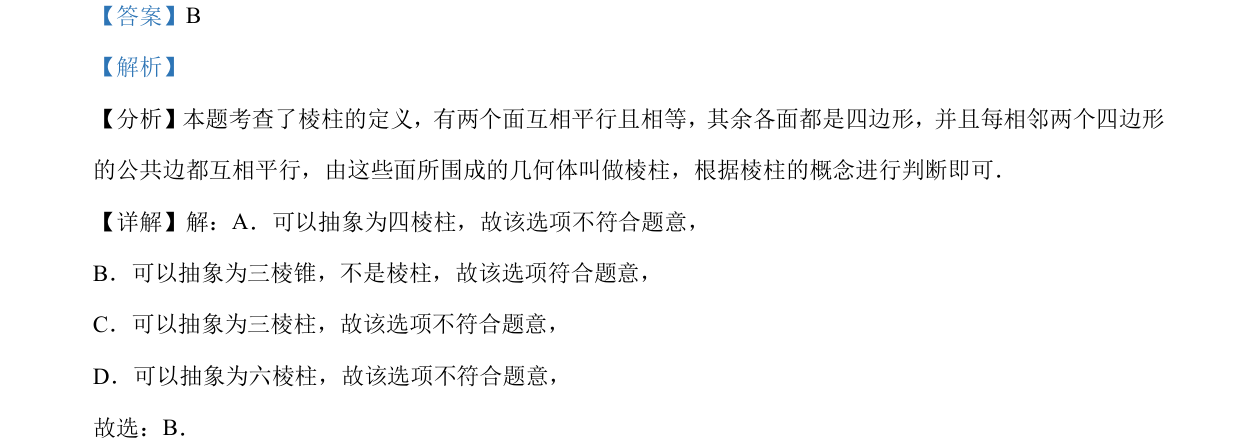 【答案】B
【解析】
【分析】本题考查了棱柱的定义，有两个面互相平行且相等，其余各面都是四边形，并且每相邻两个四边形
的公共边都互相平行，由这些面所围成的几何体叫做棱柱，根据棱柱的概念进行判断即可．
【详解】解：A．可以抽象为四棱柱，故该选项不符合题意，
B．可以抽象为三棱锥，不是棱柱，故该选项符合题意，
C．可以抽象为三棱柱，故该选项不符合题意，
D．可以抽象为六棱柱，故该选项不符合题意，
故选：B．